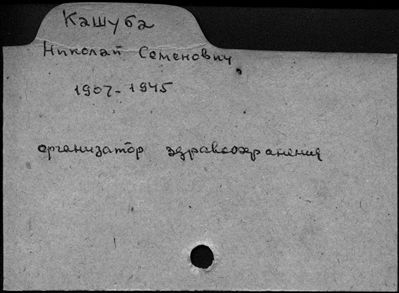 Кашуба
Николай Семенович
1907-1945
организатор здравоохранения